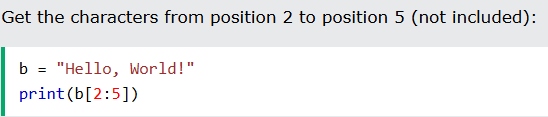 Get the characters from position 2 to position 5 (not included):
b = "Hello, World!"
print(b[2:5])